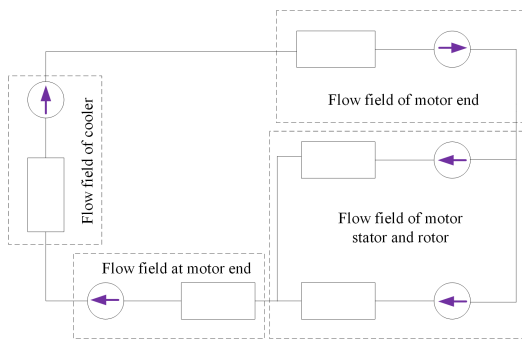 Flow field of motor end
Flow field of cooler
Flow field of motor
stator and rotor
Flow field at motor end